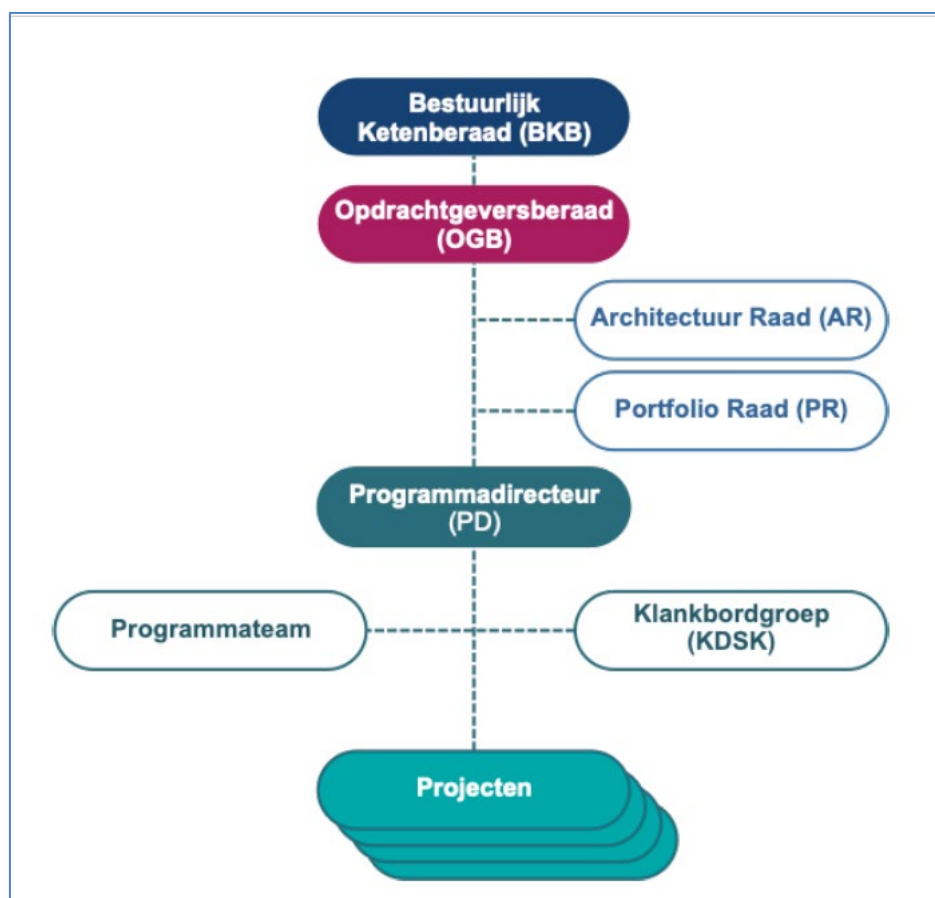 Bestuurlijk
Ketenberaad (BKB)
Opdrachtgeversberaad
(OGB)
Architectuur Raad (AR)
Portfolio Raad (PR)
Programmadirecteur
(PD)
Programmateam
Klankbordgroep
(KDSK)
Projecten